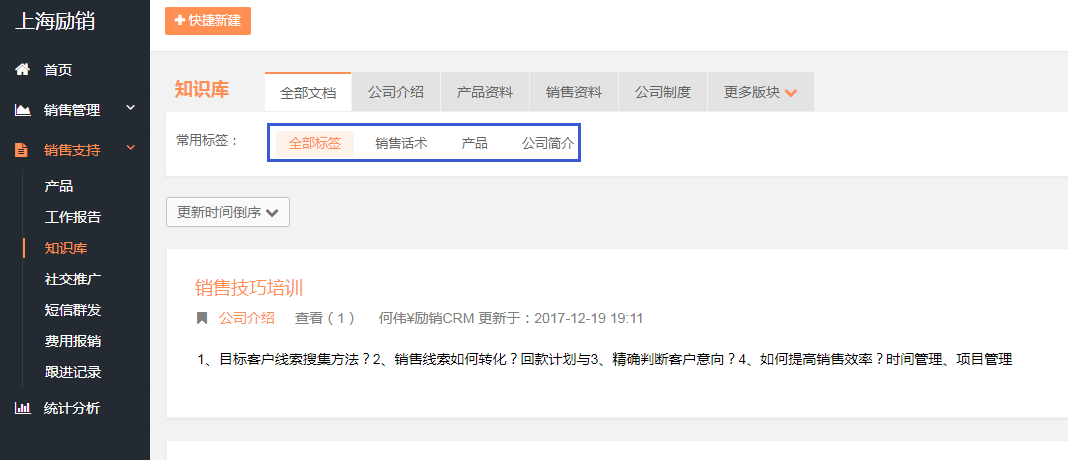 上海励销
快捷新建
首页
销售管理
销售支持
产品
工作报告
知识库
社交推广
短信群发
费用报销
跟进记录
统计分析
知识库 全部文档 公司介绍 产品资料 销售资料 公司制度 更多版块
常用标签： 全部标签 销售话术 产品 公司简介
更新时间倒序
销售技巧培训
公司介绍 查看（1） 何伟¥励销CRM 更新于：2017-12-19 19:11
1、目标客户线索搜集方法？2、销售线索如何转化？回款计划与3、精确判断客户意向？4、如何提高销售效率？时间管理、项目管理